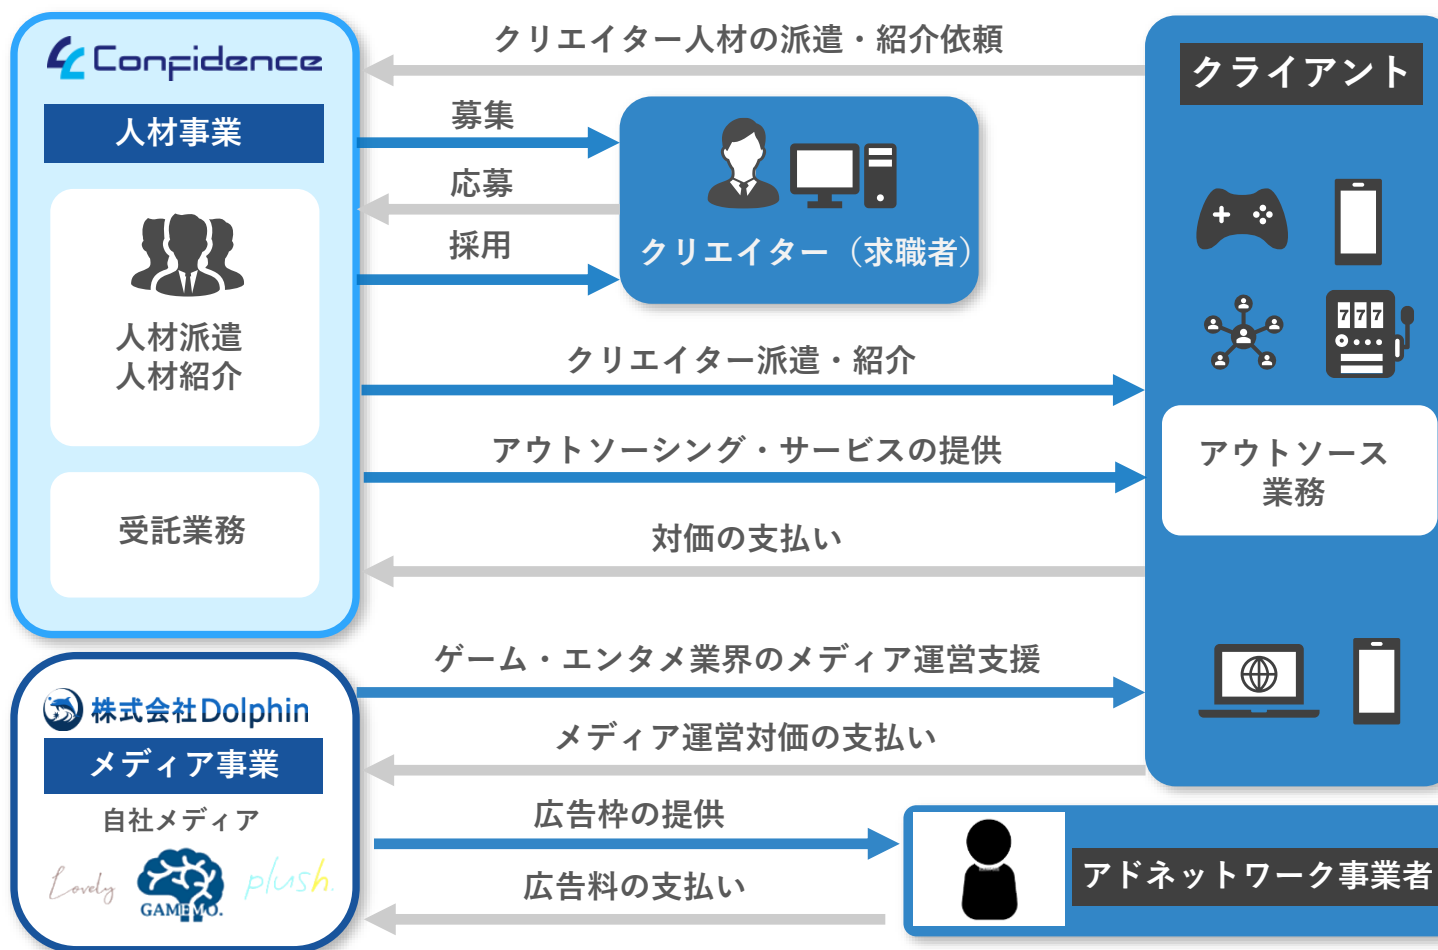 Confidence
人材事業
人材派遣
人材紹介
受託業務
クリエイター人材の派遣・紹介依頼
募集
応募
採用
クリエイター（求職者）
クリエイター派遣・紹介
アウトソーシング・サービスの提供
対価の支払い
クライアント
777
アウトソース
業務
株式会社Dolphin
メディア事業
自社メディア
Lovely
GAMEMO.
plush.
ゲーム・エンタメ業界のメディア運営支援
メディア運営対価の支払い
広告枠の提供
広告料の支払い
アドネットワーク事業者